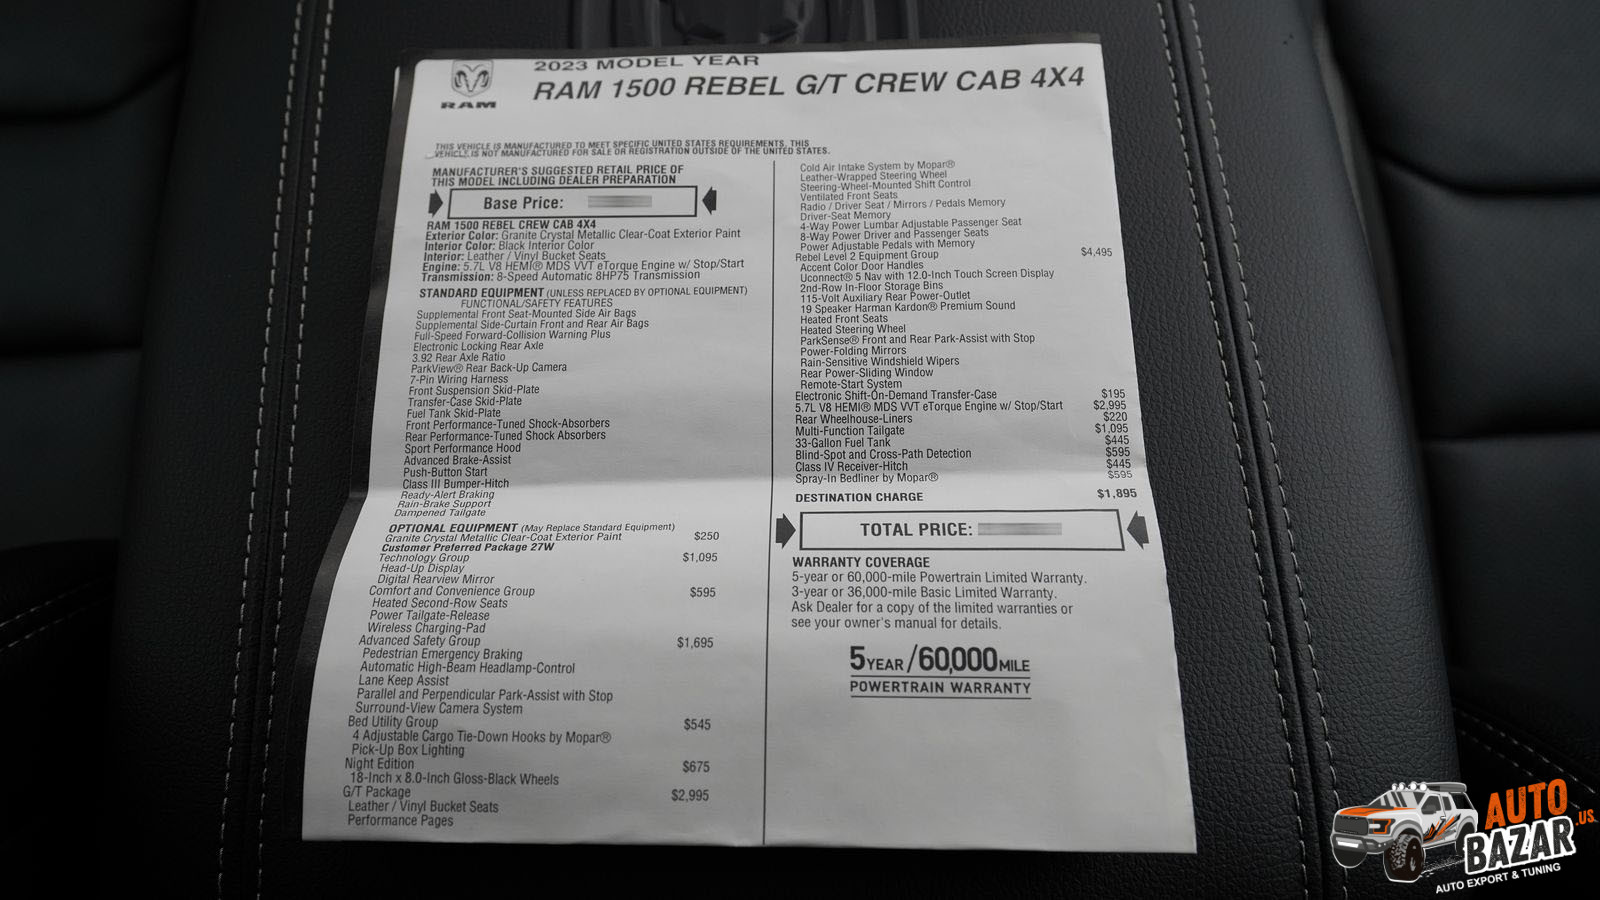 RAM
2023 MODEL YEAR
RAM 1500 REBEL G/T CREW CAB 4X4
THIS VEHICLE IS MANUFACTURED TO MEET SPECIFIC UNITED STATES REQUIREMENTS. THIS
VEHICLE IS NOT MANUFACTURED FOR SALE OR REGISTRATION OUTSIDE OF THE UNITED STATES.
MANUFACTURER'S SUGGESTED RETAIL PRICE OF
THIS MODEL INCLUDING DEALER PREPARATION
Base Price:
RAM 1500 REBEL CREW CAB 4X4
Exterior Color: Granite Crystal Metallic Clear-Coat Exterior Paint
Interior Color: Black Interior Color
Interior: Leather / Vinyl Bucket Seats
Engine: 5.7L V8 HEMI® MDS VVT eTorque Engine w/ Stop/Start
Transmission: 8-Speed Automatic 8HP75 Transmission
STANDARD EQUIPMENT (UNLESS REPLACED BY OPTIONAL EQUIPMENT)
FUNCTIONAL/SAFETY FEATURES
Supplemental Front Seat-Mounted Side Air Bags
Supplemental Side-Curtain Front and Rear Air Bags
Full-Speed Forward-Collision Warning Plus
Electronic Locking Rear Axle
3.92 Rear Axle Ratio
ParkView® Rear Back-Up Camera
7-Pin Wiring Harness
Front Suspension Skid-Plate
Transfer-Case Skid-Plate
Fuel Tank Skid-Plate
Front Performance-Tuned Shock-Absorbers
Rear Performance-Tuned Shock Absorbers
Sport Performance Hood
Advanced Brake-Assist
Push-Button Start
Class III Bumper-Hitch
Ready-Alert Braking
Rain-Brake Support
Dampened Tailgate
OPTIONAL EQUIPMENT (May Replace Standard Equipment)
Granite Crystal Metallic Clear-Coat Exterior Paint $250
Customer Preferred Package 27W
Technology Group $1,095
Head-Up Display
Digital Rearview Mirror
Comfort and Convenience Group $595
Heated Second-Row Seats
Power Tailgate-Release
Wireless Charging-Pad
Advanced Safety Group $1,695
Pedestrian Emergency Braking
Automatic High-Beam Headlamp-Control
Lane Keep Assist
Parallel and Perpendicular Park-Assist with Stop
Surround-View Camera System
Bed Utility Group $545
4 Adjustable Cargo Tie-Down Hooks by Mopar®
Pick-Up Box Lighting
Night Edition $675
18-Inch x 8.0-Inch Gloss-Black Wheels
G/T Package $2,995
Leather / Vinyl Bucket Seats
Performance Pages
Cold Air Intake System by Mopar®
Leather-Wrapped Steering Wheel
Steering-Wheel-Mounted Shift Control
Ventilated Front Seats
Radio / Driver Seat / Mirrors / Pedals Memory
Driver-Seat Memory
4-Way Power Lumbar Adjustable Passenger Seat
8-Way Power Driver and Passenger Seats
Power Adjustable Pedals with Memory
Rebel Level 2 Equipment Group $4,495
Accent Color Door Handles
Uconnect® 5 Nav with 12.0-Inch Touch Screen Display
2nd-Row In-Floor Storage Bins
115-Volt Auxiliary Rear Power-Outlet
19 Speaker Harman Kardon® Premium Sound
Heated Front Seats
Heated Steering Wheel
ParkSense® Front and Rear Park-Assist with Stop
Power-Folding Mirrors
Rain-Sensitive Windshield Wipers
Rear Power-Sliding Window
Remote-Start System
Electronic Shift-On-Demand Transfer-Case $195
5.7L V8 HEMI® MDS VVT eTorque Engine w/ Stop/Start $2,995
Rear Wheelhouse-Liners $220
Multi-Function Tailgate $1,095
33-Gallon Fuel Tank $445
Blind-Spot and Cross-Path Detection $595
Class IV Receiver-Hitch $445
Spray-In Bedliner by Mopar® $595
DESTINATION CHARGE $1,895
TOTAL PRICE:
WARRANTY COVERAGE
5-year or 60,000-mile Powertrain Limited Warranty.
3-year or 36,000-mile Basic Limited Warranty.
Ask Dealer for a copy of the limited warranties or
see your owner's manual for details.
5 YEAR / 60,000 MILE
POWERTRAIN WARRANTY
AUTO
BAZAR .US
AUTO EXPORT & TUNING